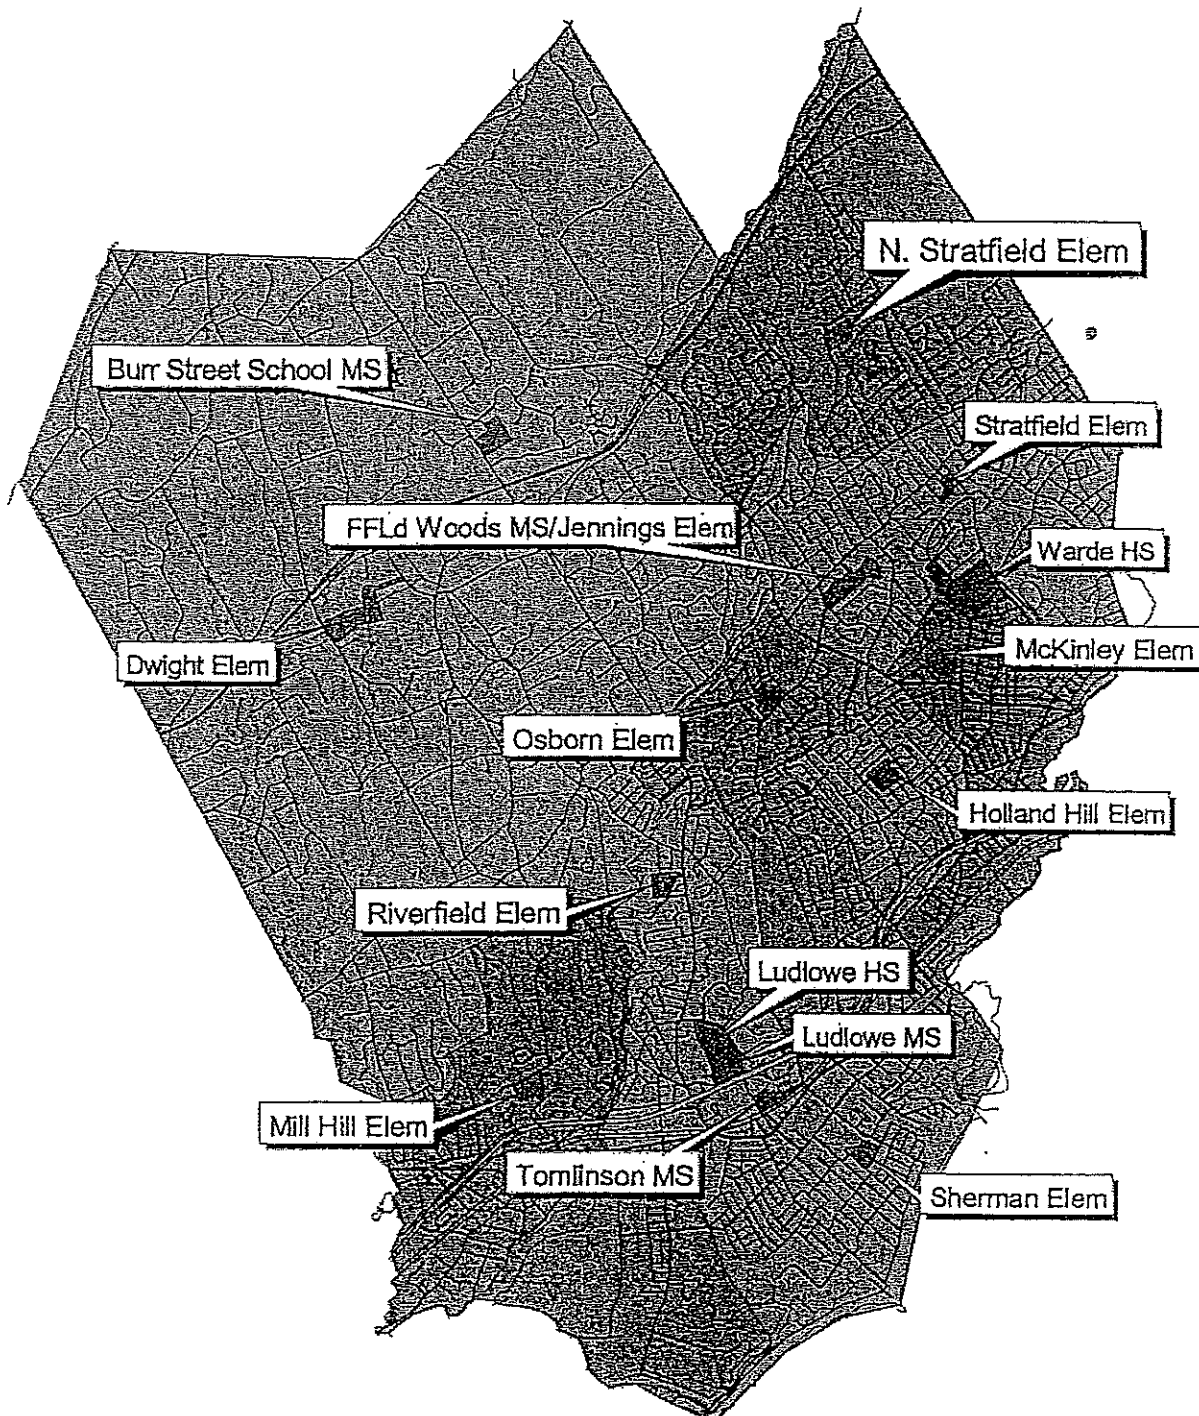 N. Stratfield Elem
Burr Street School MS
Stratfield Elem
FFLd Woods MS/Jennings Elem
Warde HS
McKinley Elem
Dwight Elem
Osborn Elem
Holland Hill Elem
Riverfield Elem
Ludlowe HS
Ludlowe MS
Mill Hill Elem
Tomlinson MS
Sherman Elem